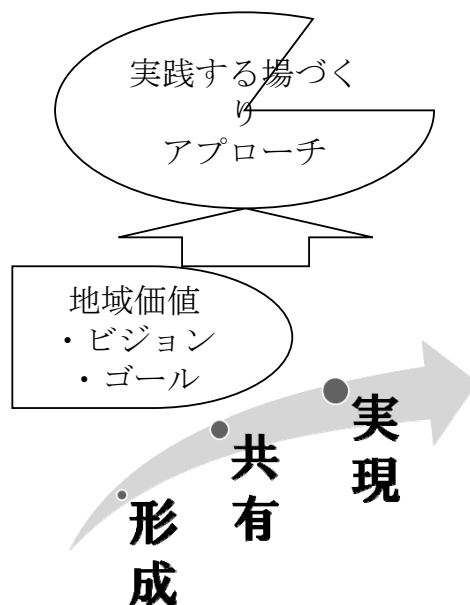 実践する場づく
り
アプローチ
地域価値
・ビジョン
・ゴール
形成
共有
実現